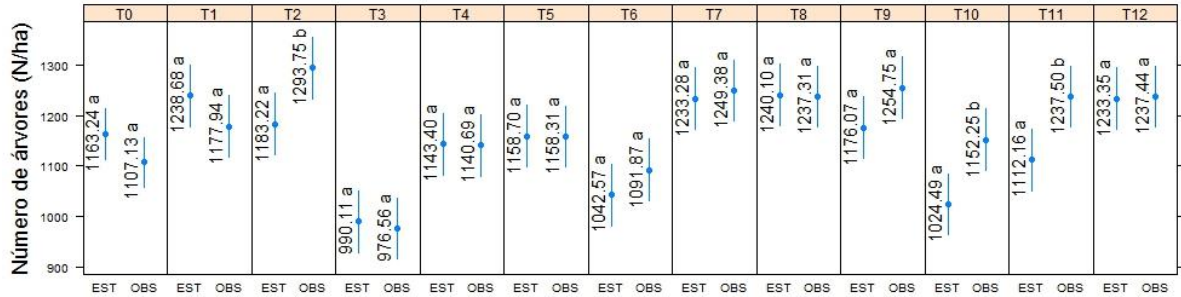 T0 T1 T2 T3 T4 T5 T6 T7 T8 T9 T10 T11 T12
Número de árvores (N/ha)
1300
1200
1100
1000
900
1163.24 a
1107.13 a
1238.68 a
1177.94 a
1183.22 a
1293.75 b
990.11 a
976.56 a
1143.40 a
1140.69 a
1158.70 a
1158.31 a
1042.57 a
1091.87 a
1233.28 a
1249.38 a
1240.10 a
1237.31 a
1176.07 a
1254.75 a
1024.49 a
1152.25 b
1112.16 a
1237.50 b
1233.35 a
1237.44 a
EST OBS EST OBS EST OBS EST OBS EST OBS EST OBS EST OBS EST OBS EST OBS EST OBS EST OBS EST OBS EST OBS